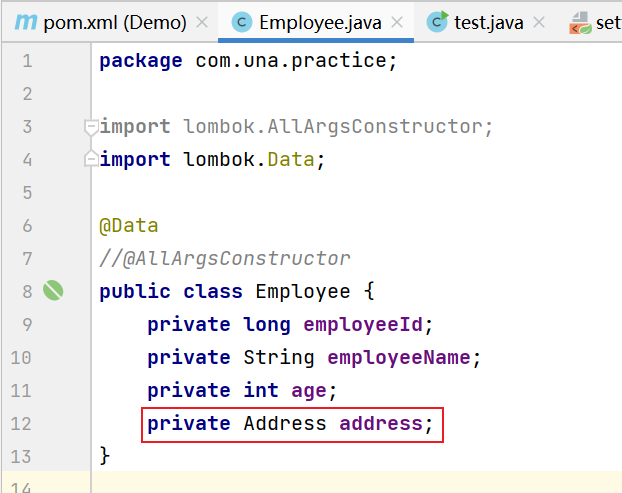 pom.xml (Demo) × Employee.java × test.java × set
1 package com.una.practice;
2
3 import lombok.AllArgsConstructor;
4 import lombok.Data;
5
6 @Data
7 //@AllArgsConstructor
8 public class Employee {
9 private long employeeId;
10 private String employeeName;
11 private int age;
12 private Address address;
13 }
14